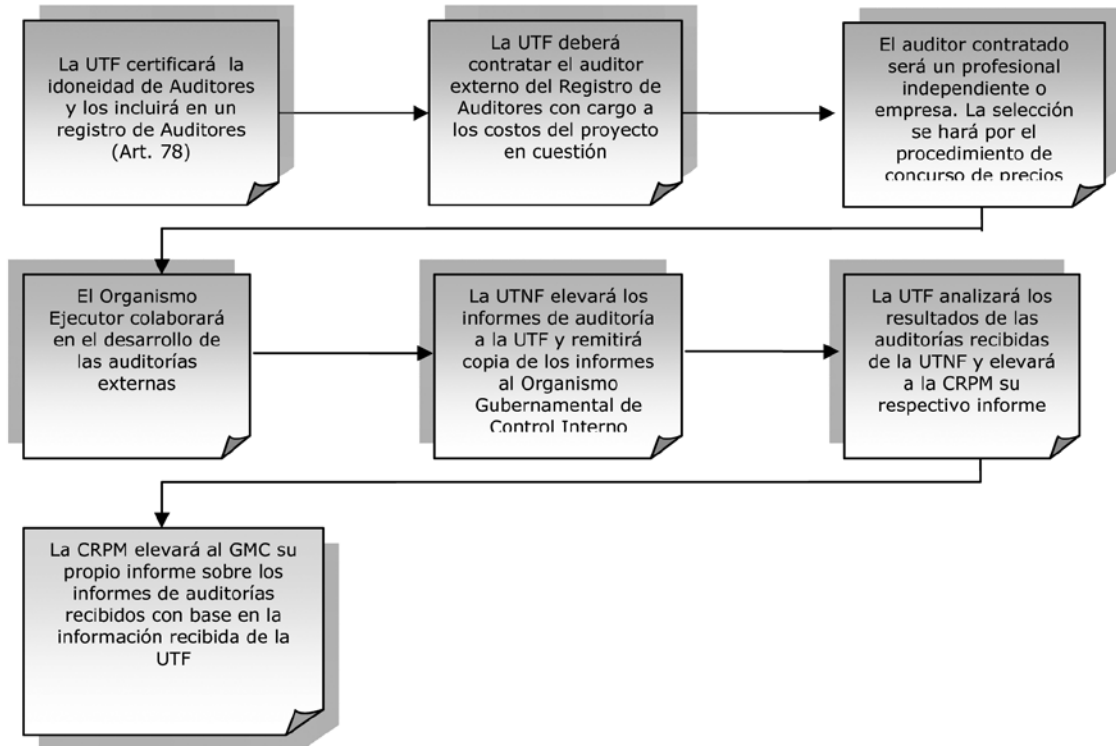 La UTF certificará la
idoneidad de Auditores
y los incluirá en un
registro de Auditores
(Art. 78)
La UTF deberá
contratar el auditor
externo del Registro de
Auditores con cargo a
los costos del proyecto
en cuestión
El auditor contratado
será un profesional
independiente o
empresa. La selección
se hará por el
procedimiento de
concurso de precios
El Organismo
Ejecutor colaborará
en el desarrollo de
las auditorías
externas
La UTNF elevará los
informes de auditoría
a la UTF y remitirá
copia de los informes
al Organismo
Gubernamental de
Control Interno
La UTF analizará los
resultados de las
auditorías recibidas
de la UTNF y elevará
a la CRPM su
respectivo informe
La CRPM elevará al GMC su
propio informe sobre los
informes de auditorías
recibidos con base en la
información recibida de la
UTF